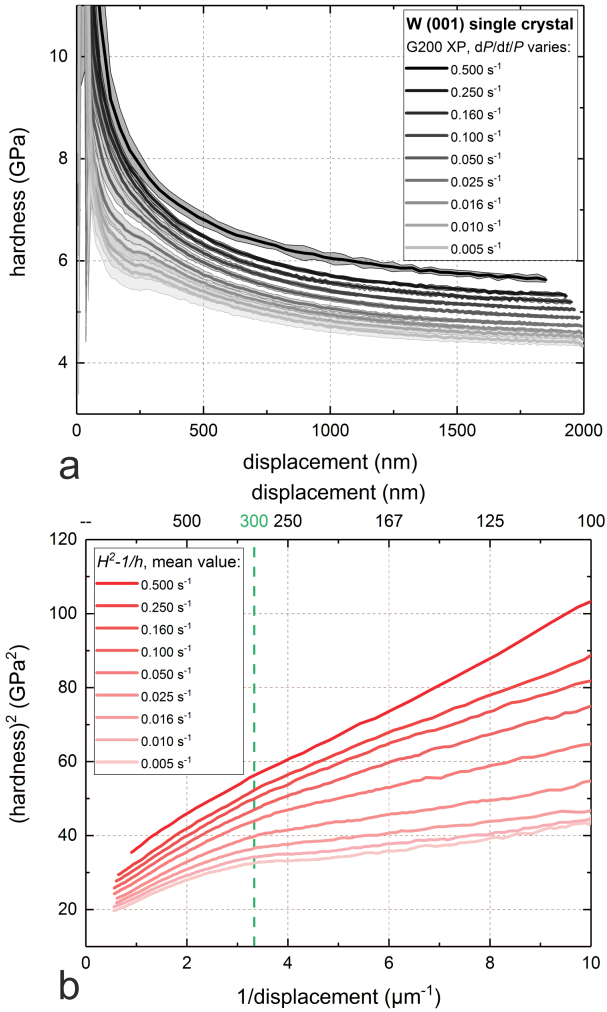 W (001) single crystal
G200 XP, dP/dt/P varies:
0.500 s⁻¹
0.250 s⁻¹
0.160 s⁻¹
0.100 s⁻¹
0.050 s⁻¹
0.025 s⁻¹
0.016 s⁻¹
0.010 s⁻¹
0.005 s⁻¹
10
8
6
4
hardness (GPa)
0 500 1000 1500 2000
displacement (nm)
a
displacement (nm)
-- 500 300 250 167 125 100
H²-1/h, mean value:
0.500 s⁻¹
0.250 s⁻¹
0.160 s⁻¹
0.100 s⁻¹
0.050 s⁻¹
0.025 s⁻¹
0.016 s⁻¹
0.010 s⁻¹
0.005 s⁻¹
120
100
80
60
40
20
(hardness)² (GPa²)
0 2 4 6 8 10
1/displacement (µm⁻¹)
b